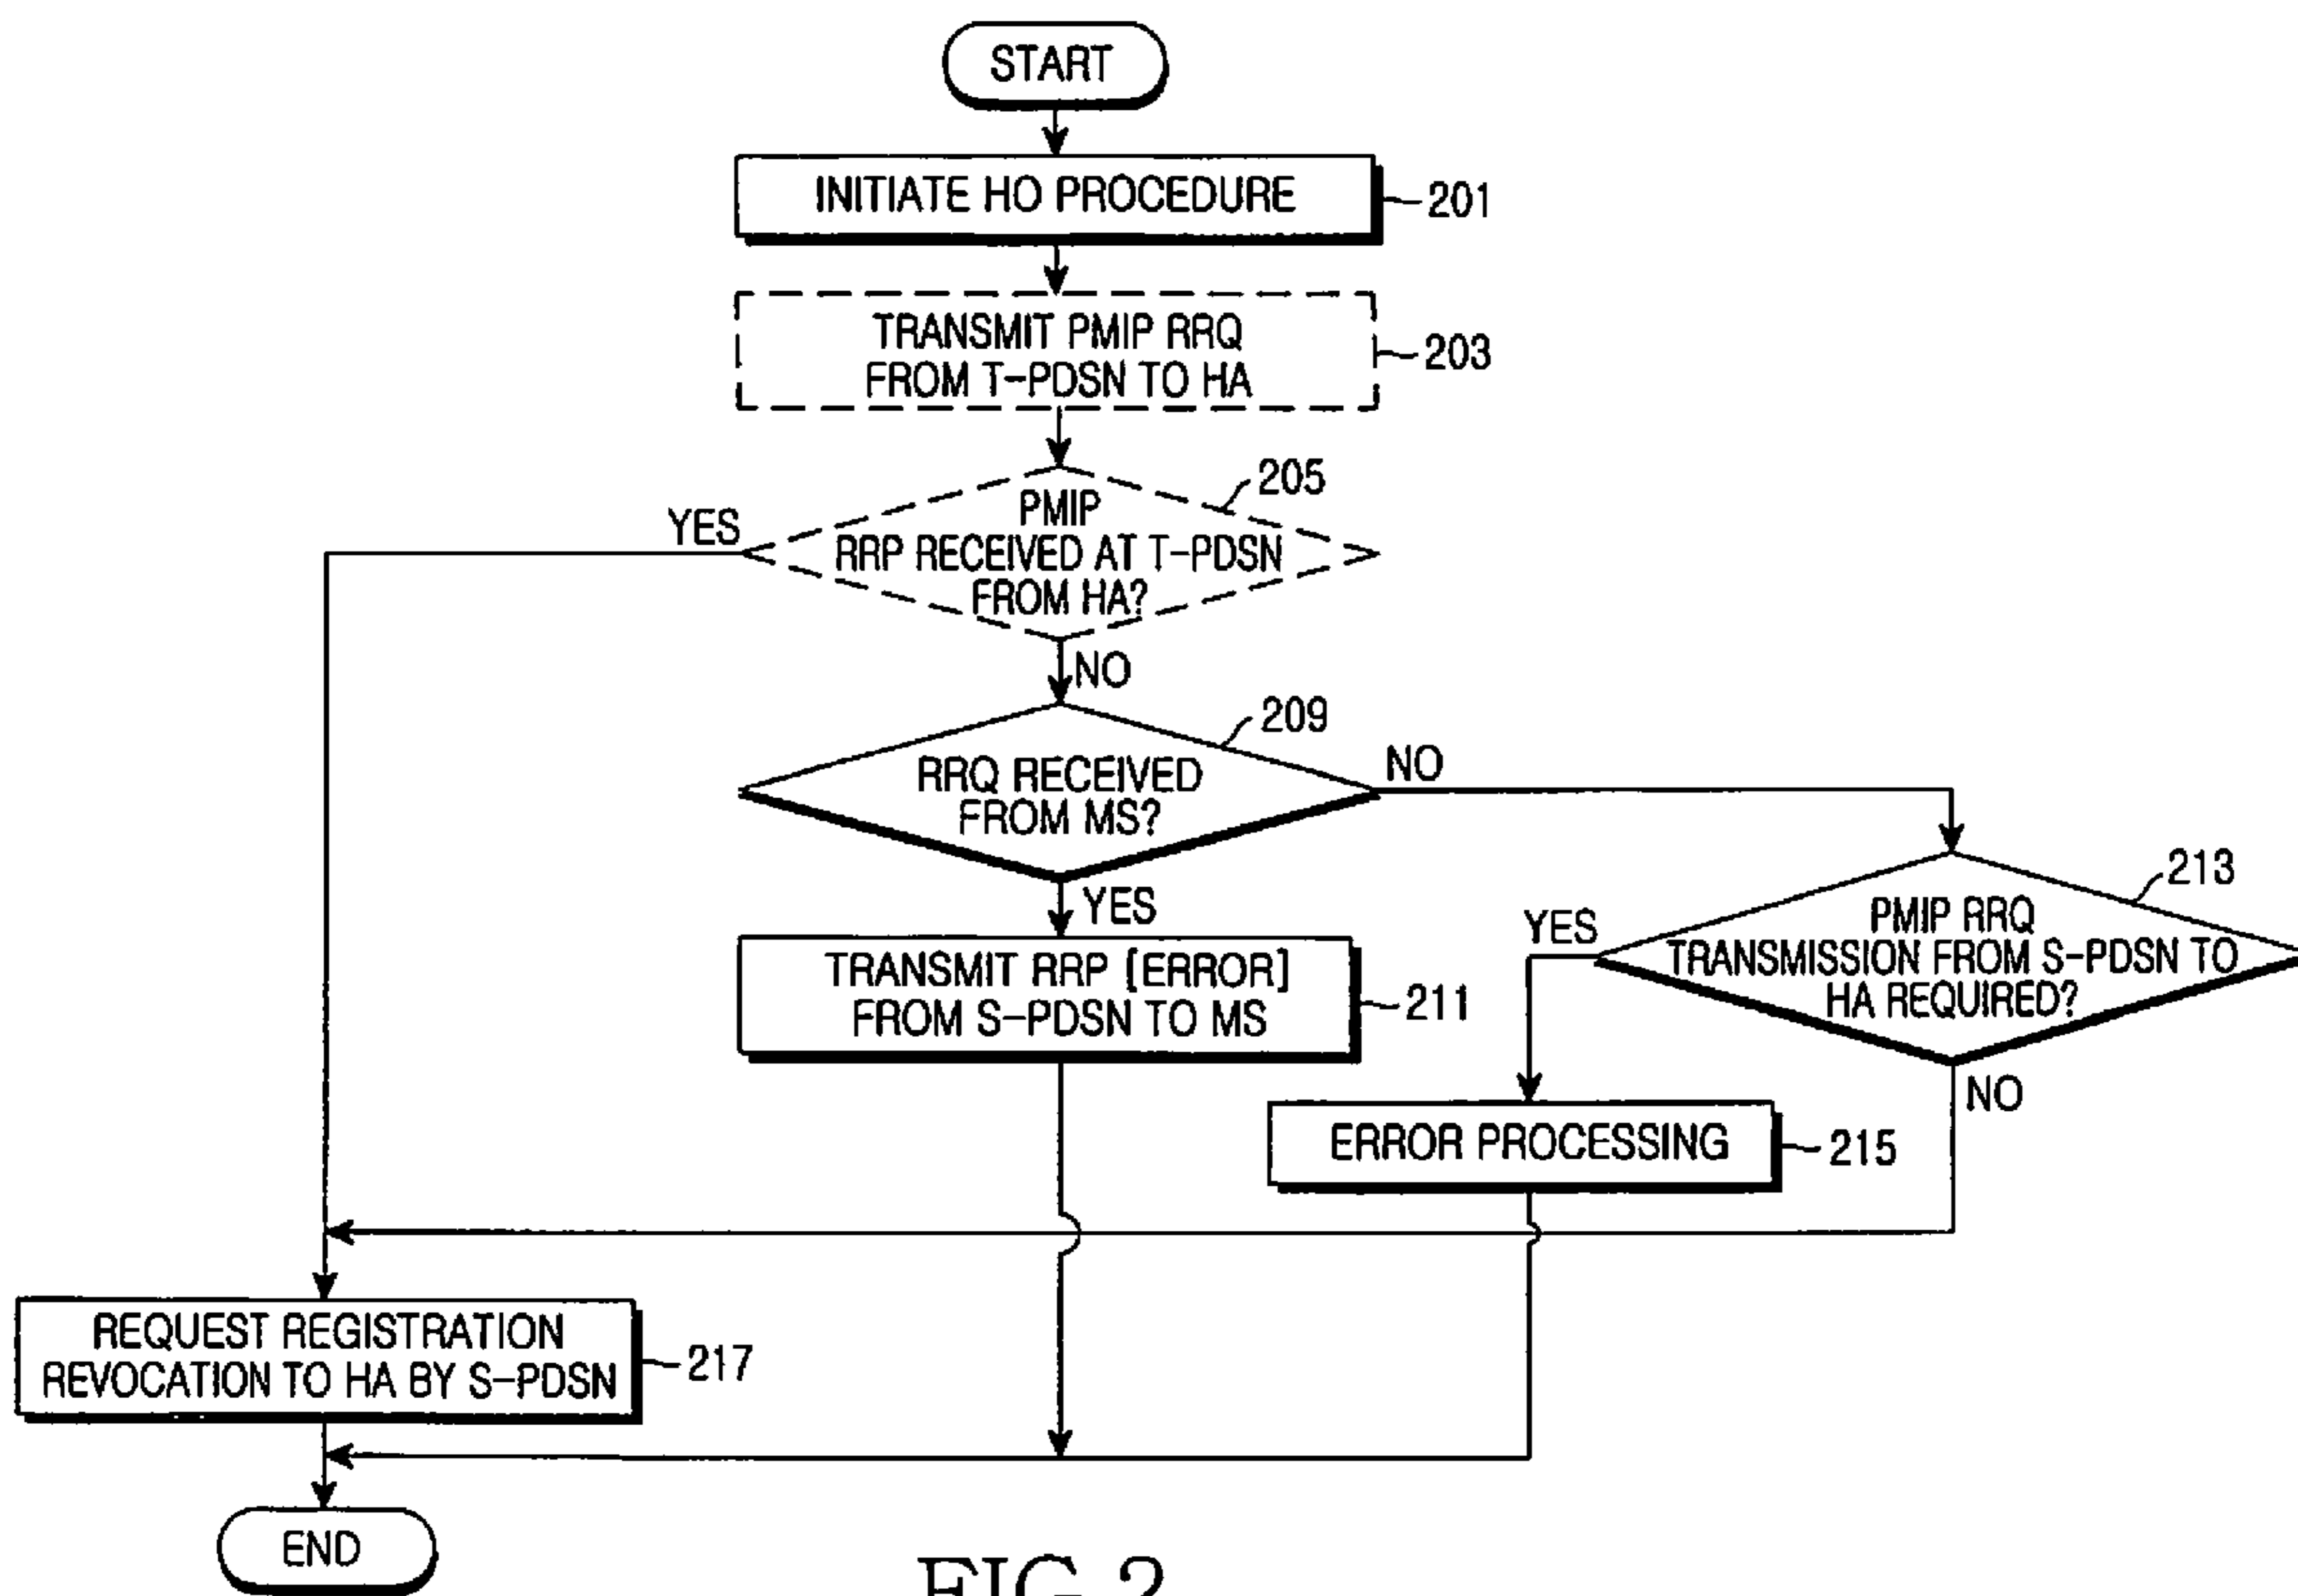 START
INITIATE HO PROCEDURE
201
TRANSMIT PMIP RRQ
FROM T-PDSN TO HA
203
205
PMIP
RRP RECEIVED AT T-PDSN
FROM HA?
YES
NO
209
RRQ RECEIVED
FROM MS?
NO
YES
213
PMIP RRQ
TRANSMISSION FROM S-PDSN TO
HA REQUIRED?
YES
NO
TRANSMIT RRP [ERROR]
FROM S-PDSN TO MS
211
ERROR PROCESSING
215
REQUEST REGISTRATION
REVOCATION TO HA BY S-PDSN
217
END
FIG.2